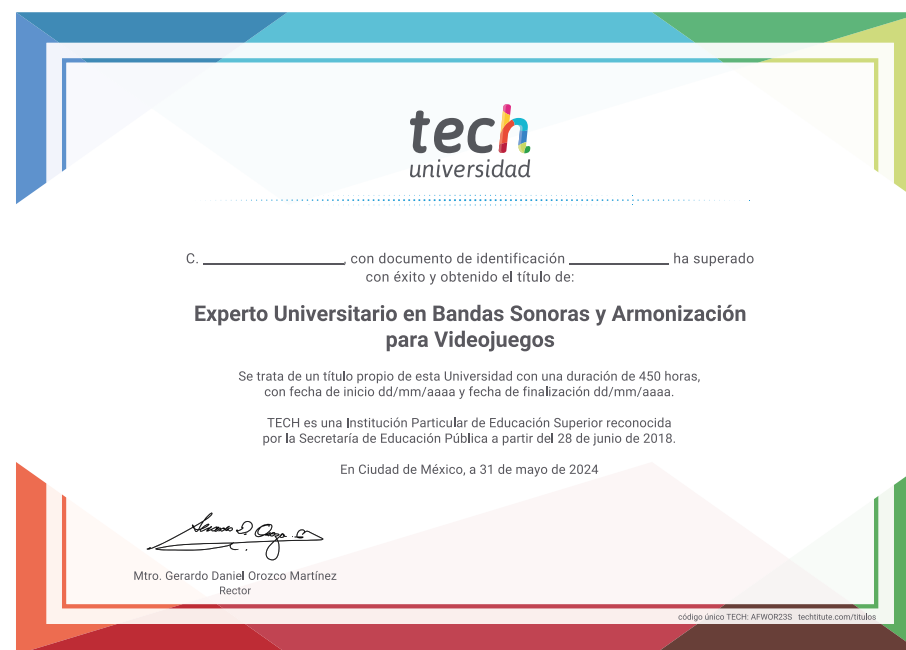 tech
universidad
C. ____________________, con documento de identificación ______________ ha superado
con éxito y obtenido el título de:
Experto Universitario en Bandas Sonoras y Armonización
para Videojuegos
Se trata de un título propio de esta Universidad con una duración de 450 horas,
con fecha de inicio dd/mm/aaaa y fecha de finalización dd/mm/aaaa.
TECH es una Institución Particular de Educación Superior reconocida
por la Secretaría de Educación Pública a partir del 28 de junio de 2018.
En Ciudad de México, a 31 de mayo de 2024
Mtro. Gerardo Daniel Orozco Martínez
Rector
código único TECH: AFWOR23S techtitute.com/titulos